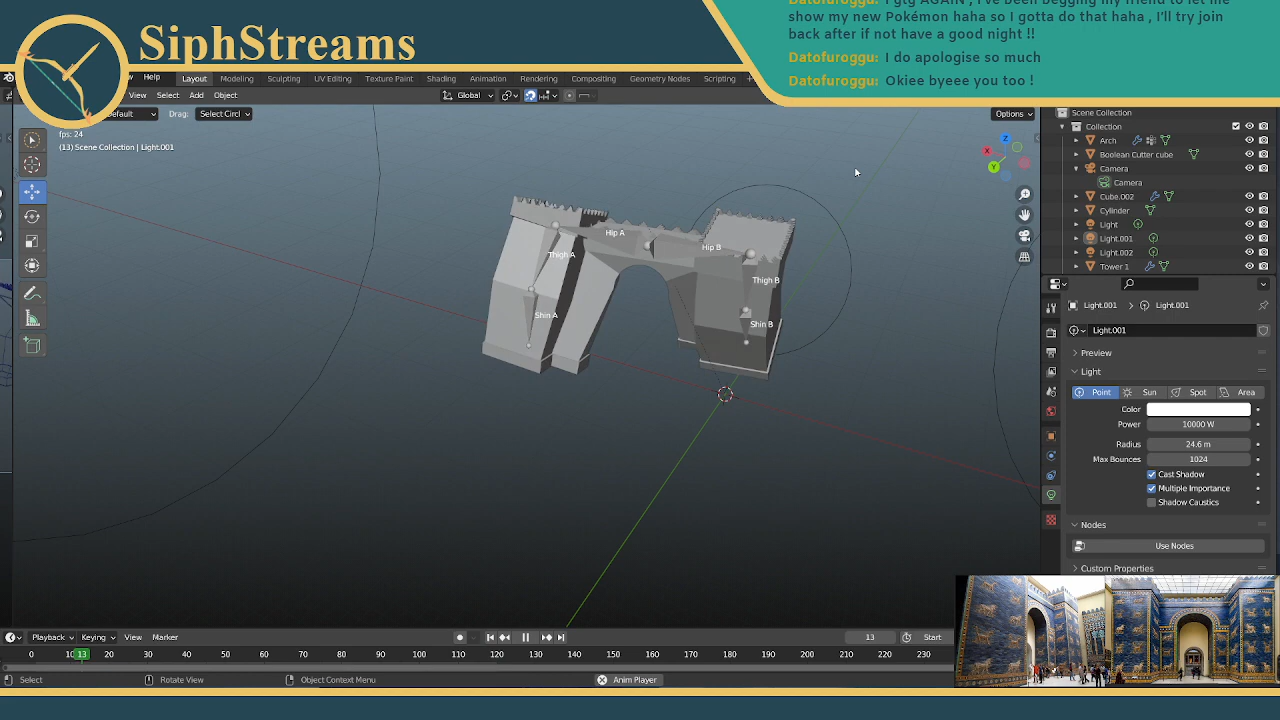 SiphStreams
Datofuroggu: I gtg AGAIN , I've been begging my friend to let me
show my new Pokémon haha so I gotta do that haha , I'll try join
back after if not have a good night !!
Datofuroggu: I do apologise so much
Datofuroggu: Okiee byeee you too !
Help
Layout
Modeling
Sculpting
UV Editing
Texture Paint
Shading
Animation
Rendering
Compositing
Geometry Nodes
Scripting
View
Select
Add
Object
Global
Default
Drag:
Select Circl
Options
fps: 24
(13) Scene Collection | Light.001
Z
X
Y
Hip A
Hip B
Thigh A
Thigh B
Shin A
Shin B
Scene Collection
Collection
Arch
Boolean Cutter cube
Camera
Camera
Cube.002
Cylinder
Light
Light.001
Light.002
Tower 1
Light.001
Light.001
Light.001
Preview
Light
Point
Sun
Spot
Area
Color
Power
10000 W
Radius
24.6 m
Max Bounces
1024
Cast Shadow
Multiple Importance
Shadow Caustics
Nodes
Use Nodes
Custom Properties
Playback
Keying
View
Marker
13
Start
0
10
13
20
30
40
50
60
70
80
90
100
110
120
130
140
150
160
170
180
190
200
210
220
230
Select
Rotate View
Object Context Menu
Anim Player